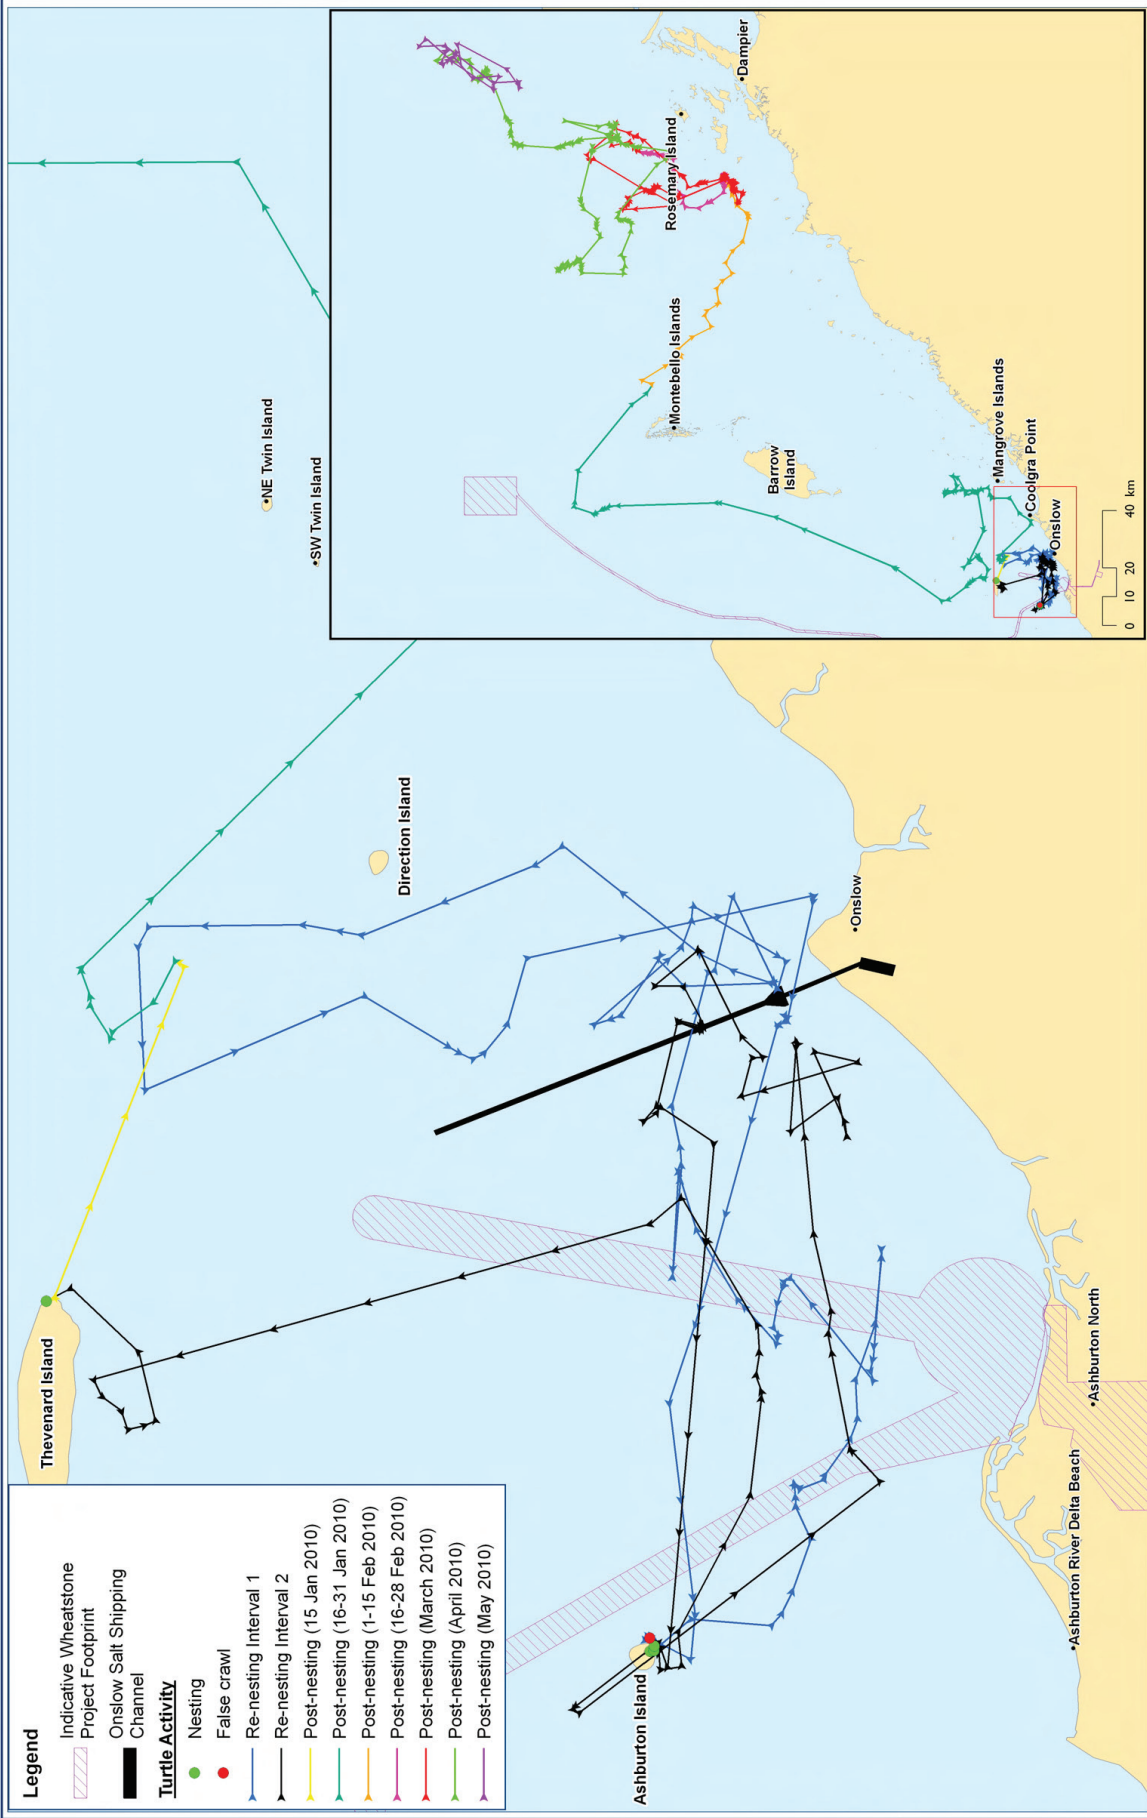 Legend
Indicative Wheatstone
Project Footprint
Onslow Salt Shipping
Channel
Turtle Activity
Nesting
False crawl
Re-nesting Interval 1
Re-nesting Interval 2
Post-nesting (15 Jan 2010)
Post-nesting (16-31 Jan 2010)
Post-nesting (1-15 Feb 2010)
Post-nesting (16-28 Feb 2010)
Post-nesting (March 2010)
Post-nesting (April 2010)
Post-nesting (May 2010)
Thevenard Island
Ashburton Island
Ashburton River Delta Beach
Ashburton North
Direction Island
Onslow
SW Twin Island
NE Twin Island
Rosemary Island
Dampier
Montebello Islands
Barrow
Island
Mangrove Islands
Coolgra Point
Onslow
0 10 20 40 km